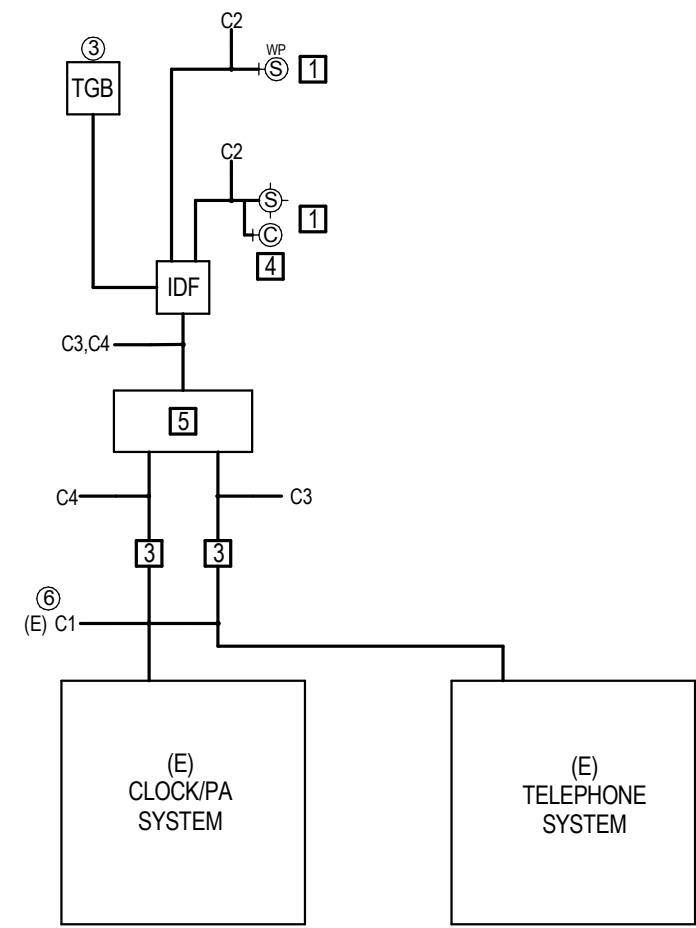 C2
③
WP
TGB
S
1
C2
S
1
C
4
IDF
C3,C4
5
C4
C3
3
3
⑥
(E) C1
(E)
CLOCK/PA
SYSTEM
(E)
TELEPHONE
SYSTEM